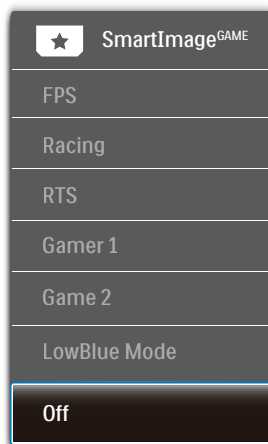 SmartImageGAME
FPS
Racing
RTS
Gamer 1
Game 2
LowBlue Mode
Off